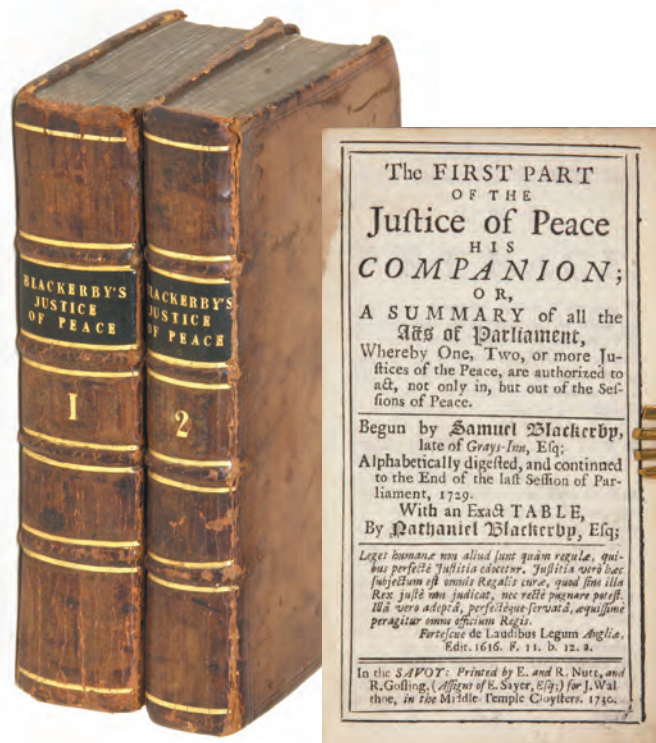 BLACKERBY'S
JUSTICE
OF PEACE
1
BLACKERBY'S
JUSTICE
OF PEACE
2
The FIRST PART
OF THE
Juſtice of Peace
HIS
COMPANION;
OR,
A SUMMARY of all the
Acts of Parliament,
Whereby One, Two, or more Ju-
ſtices of the Peace, are authorized to
act, not only in, but out of the Seſ-
ſions of Peace.
Begun by Samuel Blackerby,
late of Grays-Inn, Eſq;
Alphabetically digeſted, and continued
to the End of the laſt Seſſion of Par-
liament, 1729.
With an Exact TABLE,
By Nathaniel Blackerby, Eſq;
Leges humanæ non aliud ſunt quàm regulæ, qui-
bus perfectè Juſtitia edocetur. Juſtitia verò hæc
ſubjectum eſt omnis Regalis curæ, quod ſine illa
Rex juſtè non judicat, nec rectè pugnare poteſt.
Illâ vero adeptâ, perfectèque ſervatâ, æquiſſimè
peragitur omne officium Regis.
Forteſcue de Laudibus Legum Angliæ,
Edit. 1616. F. 11. b. 12. a.
In the SAVOY: Printed by E. and R. Nutt, and
R. Goſling, (Aſſigns of E. Sayer, Eſq;) for J. Wal
thoe, in the Middle-Temple Cloyſters. 1730.